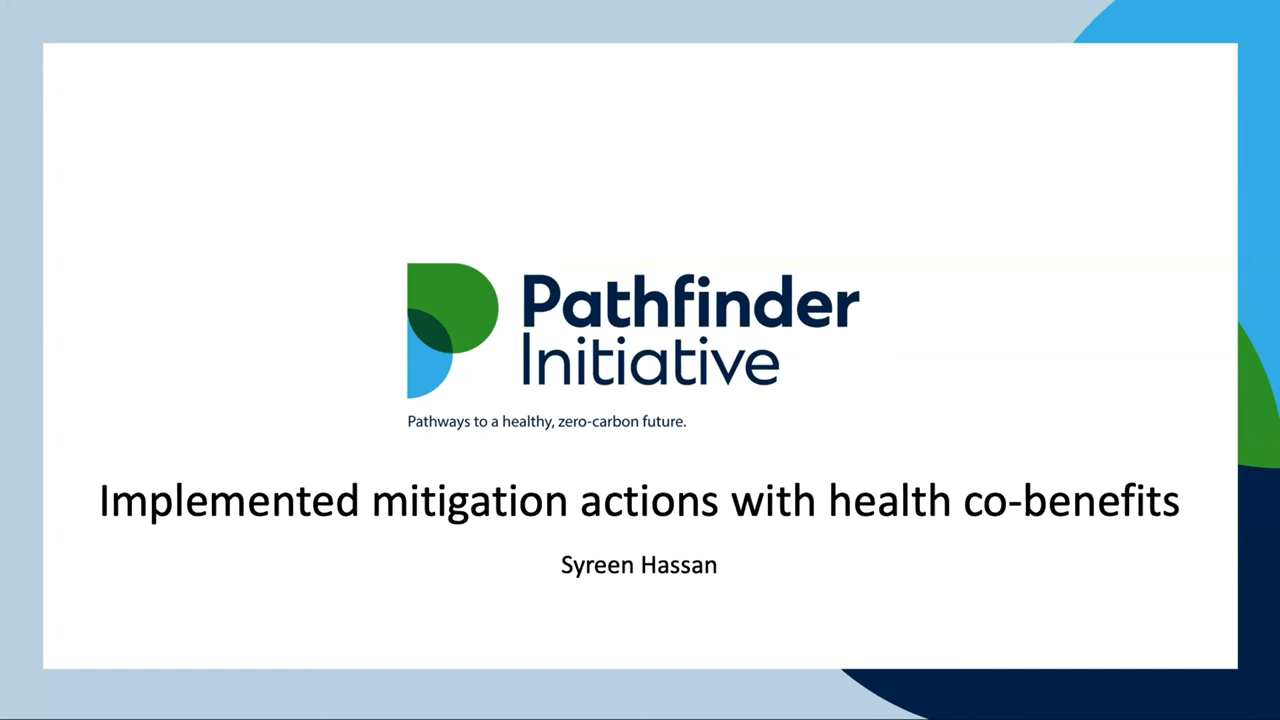 Pathfinder
Initiative
Pathways to a healthy, zero-carbon future.
Implemented mitigation actions with health co-benefits
Syreen Hassan